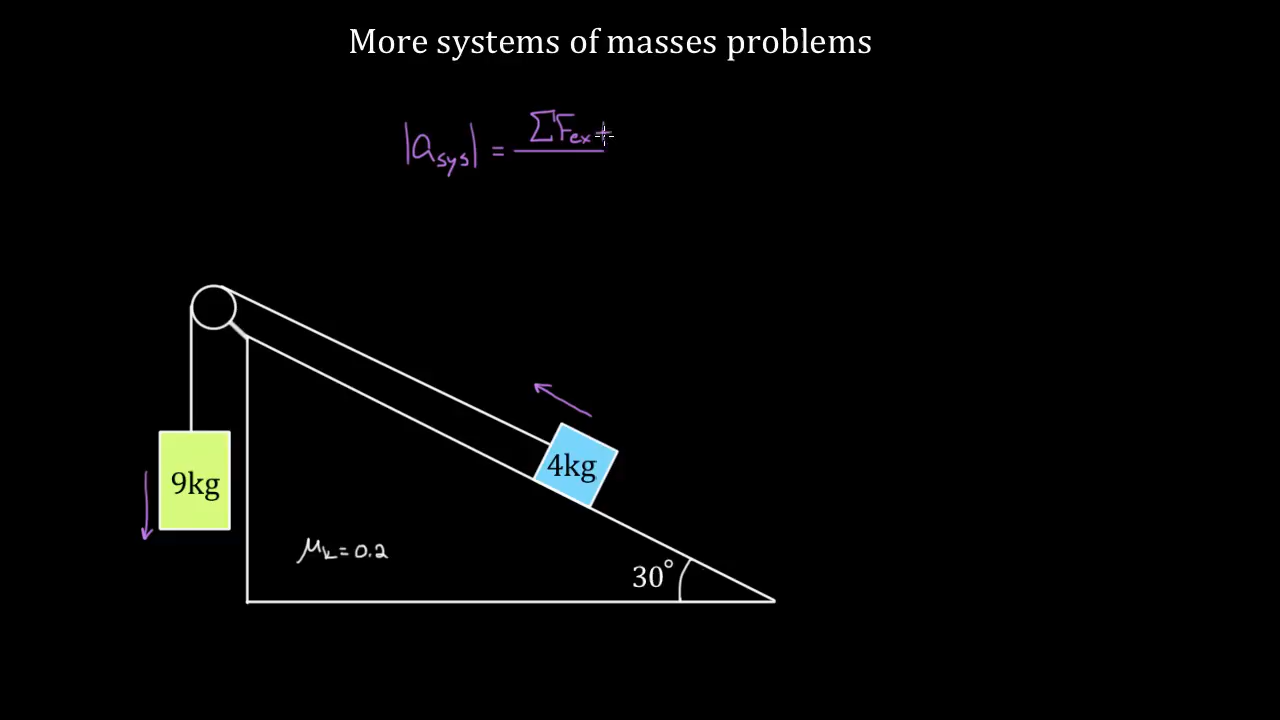 More systems of masses problems
|a_sys| = ΣF_ext
9kg
4kg
μ_k = 0.2
30°